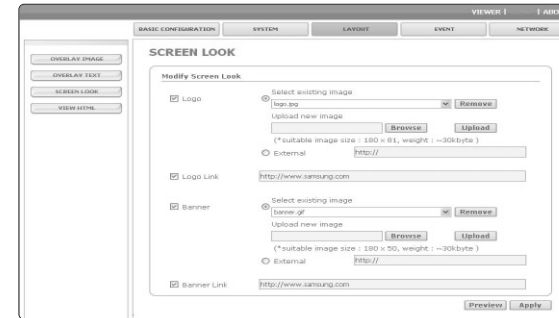 VIEWER | | ABO
BASIC CONFIGURATION SYSTEM LAYOUT EVENT NETWORK
SCREEN LOOK
OVERLAY IMAGE
OVERLAY TEXT
SCREEN LOOK
VIEW HTML
Modify Screen Look
Logo
Select existing image
logo.jpg Remove
Upload new image
Browse Upload
(*suitable image size : 180 x 81, weight : ~30kbyte )
External http://
Logo Link http://www.samsung.com
Banner
Select existing image
banner.gif Remove
Upload new image
Browse Upload
(*suitable image size : 180 x 50, weight : ~30kbyte )
External http://
Banner Link http://www.samsung.com
Preview Apply